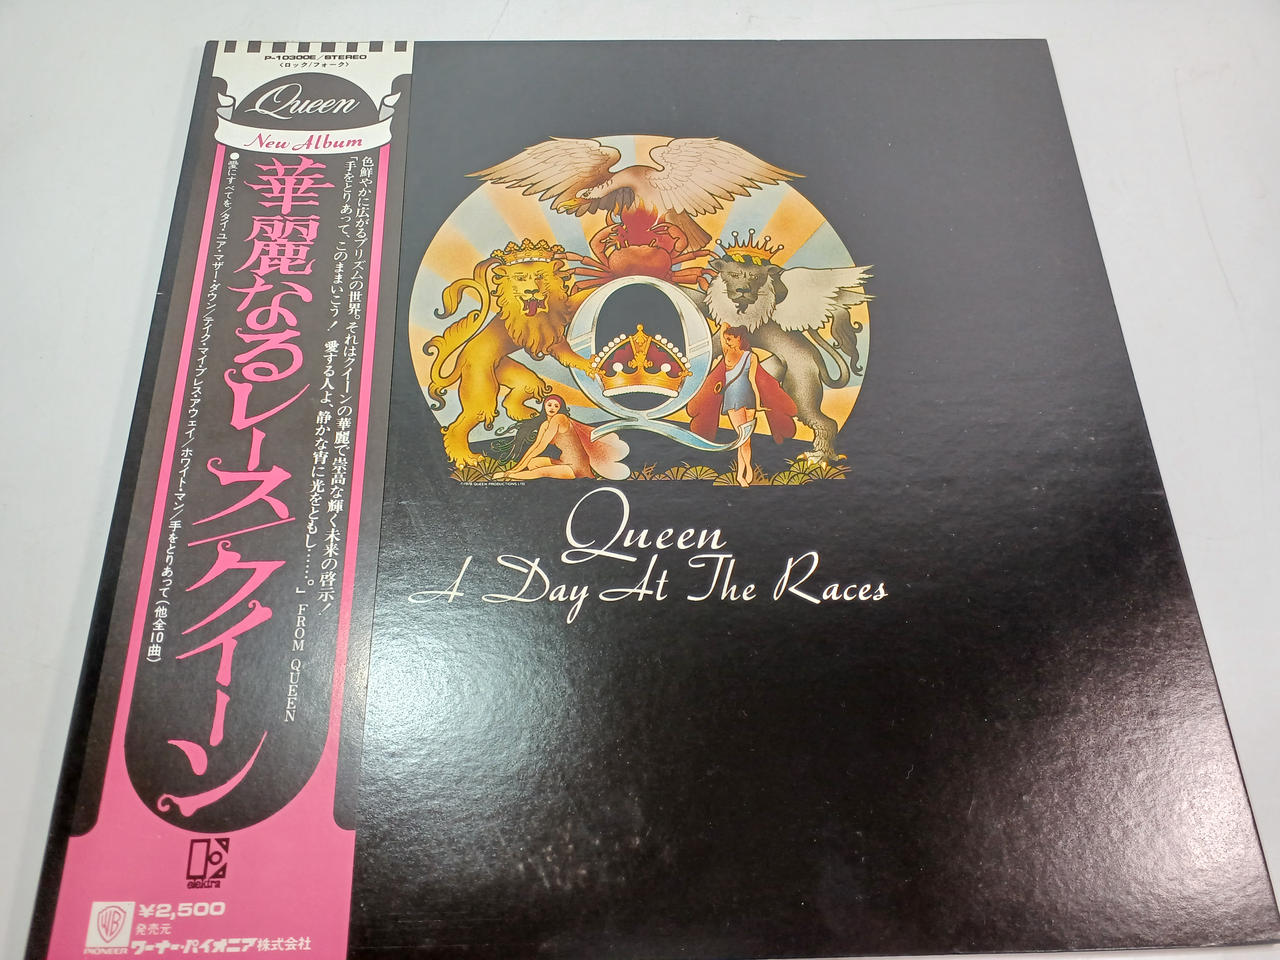 P-10300E/STEREO
〈ロック/フォーク〉
Queen
New Album
色鮮やかに広がるプリズムの世界。それはクイーンの華麗で崇高な輝く未来の啓示！
「手をとりあって、このままいこう！ 愛する人よ、静かな宵に光をともし……。」 FROM QUEEN
華麗なるレース/クイーン
●愛にすべてを/タイ・ユア・マザー・ダウン/テイク・マイ・ブレス・アウェイ/ホワイト・マン/手をとりあって(他全10曲)
elektra
WB
PIONEER
¥2,500
発売元
ワーナー・パイオニア株式会社
Q
©1976 QUEEN PRODUCTIONS LTD
Queen
A Day At The Races